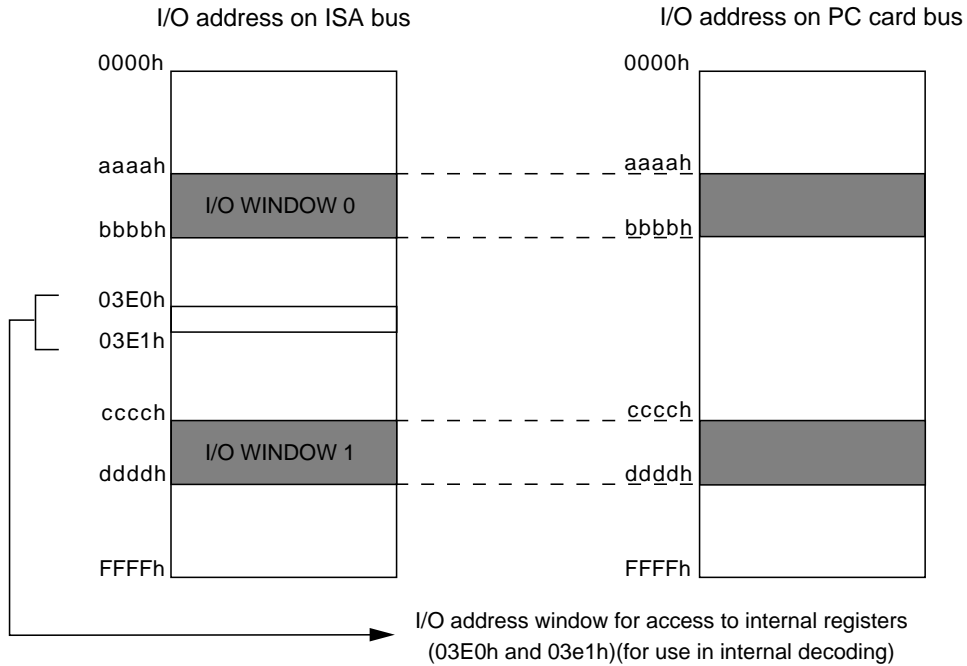 I/O address on ISA bus
I/O address on PC card bus
0000h
0000h
aaaah
aaaah
I/O WINDOW 0
bbbbh
bbbbh
03E0h
03E1h
cccch
cccch
I/O WINDOW 1
ddddh
ddddh
FFFFh
FFFFh
I/O address window for access to internal registers
(03E0h and 03e1h)(for use in internal decoding)